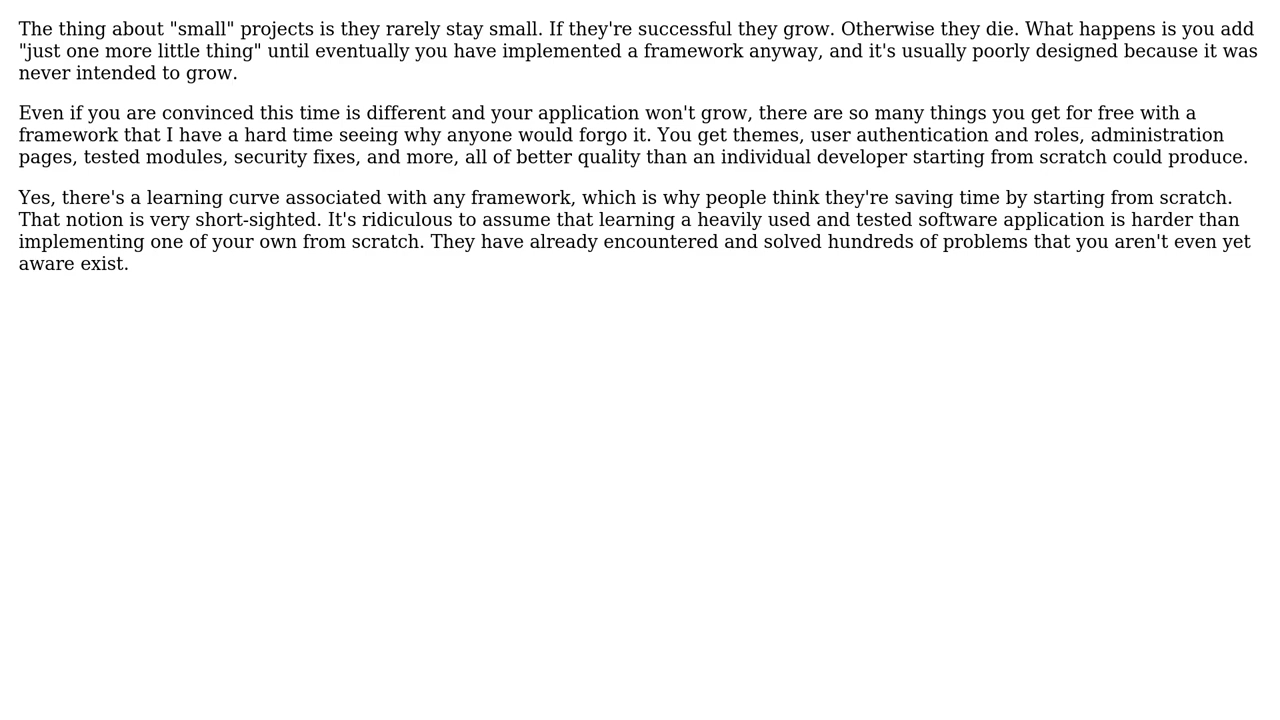 The thing about "small" projects is they rarely stay small. If they're successful they grow. Otherwise they die. What happens is you add
"just one more little thing" until eventually you have implemented a framework anyway, and it's usually poorly designed because it was
never intended to grow.
Even if you are convinced this time is different and your application won't grow, there are so many things you get for free with a
framework that I have a hard time seeing why anyone would forgo it. You get themes, user authentication and roles, administration
pages, tested modules, security fixes, and more, all of better quality than an individual developer starting from scratch could produce.
Yes, there's a learning curve associated with any framework, which is why people think they're saving time by starting from scratch.
That notion is very short-sighted. It's ridiculous to assume that learning a heavily used and tested software application is harder than
implementing one of your own from scratch. They have already encountered and solved hundreds of problems that you aren't even yet
aware exist.